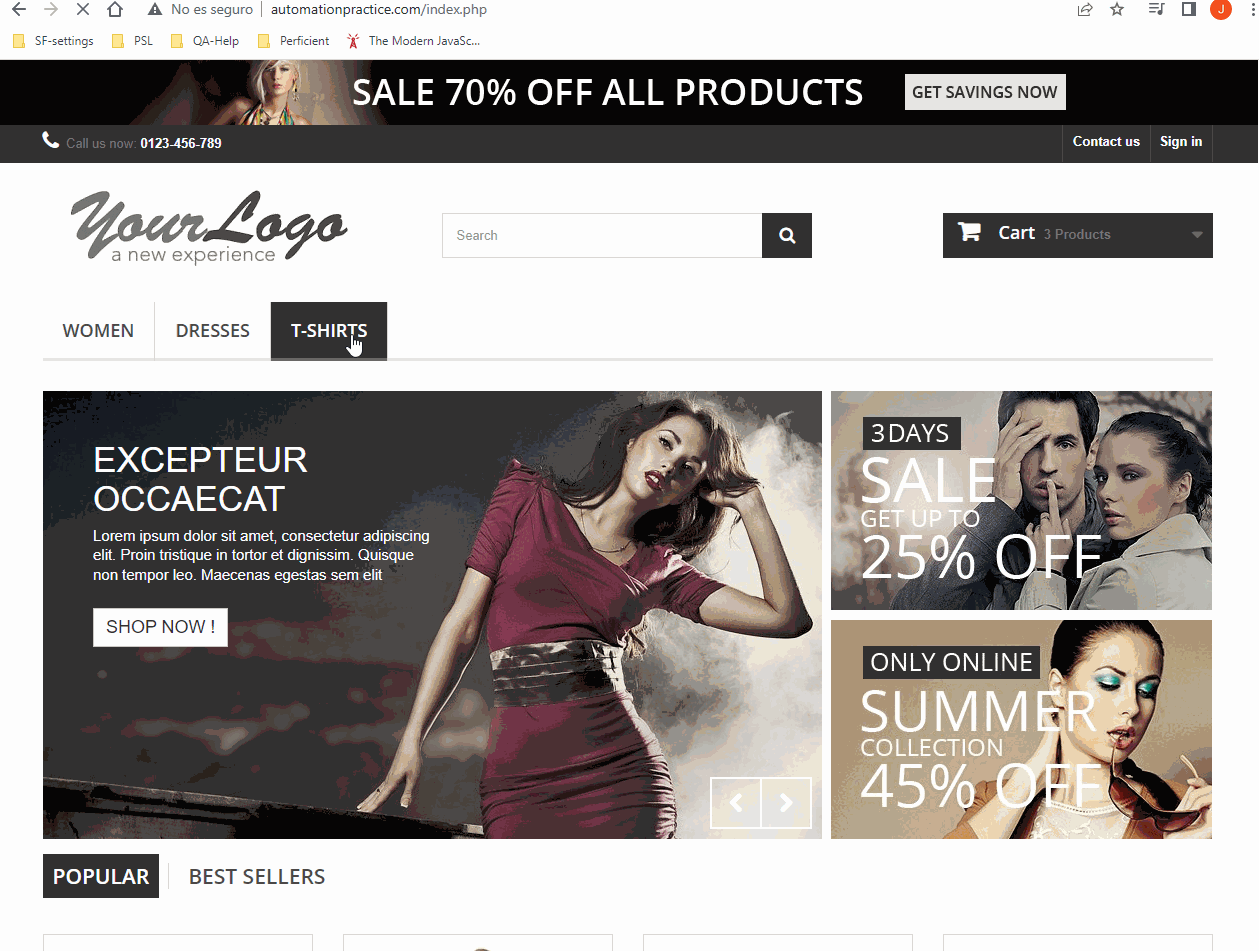 No es seguro | automationpractice.com/index.php
J
SF-settings PSL QA-Help Perficient The Modern JavaSc...
SALE 70% OFF ALL PRODUCTS GET SAVINGS NOW
Call us now: 0123-456-789 Contact us Sign in
Your Logo
a new experience
Search
Cart 3 Products
WOMEN DRESSES T-SHIRTS
EXCEPTEUR
OCCAECAT
Lorem ipsum dolor sit amet, consectetur adipiscing
elit. Proin tristique in tortor et dignissim. Quisque
non tempor leo. Maecenas egestas sem elit
SHOP NOW !
3 DAYS
SALE
GET UP TO
25% OFF
ONLY ONLINE
SUMMER
COLLECTION
45% OFF
POPULAR BEST SELLERS